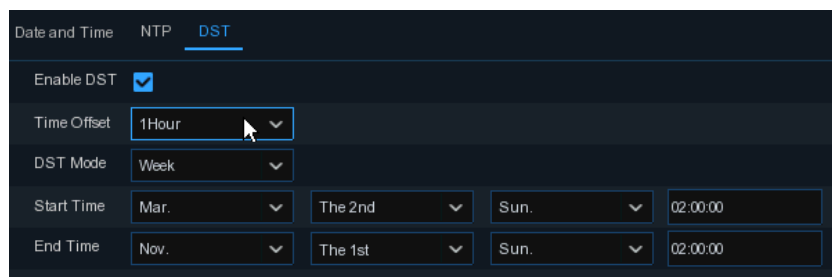 Date and Time NTP DST
Enable DST
Time Offset 1Hour
DST Mode Week
Start Time Mar. The 2nd Sun. 02:00:00
End Time Nov. The 1st Sun. 02:00:00